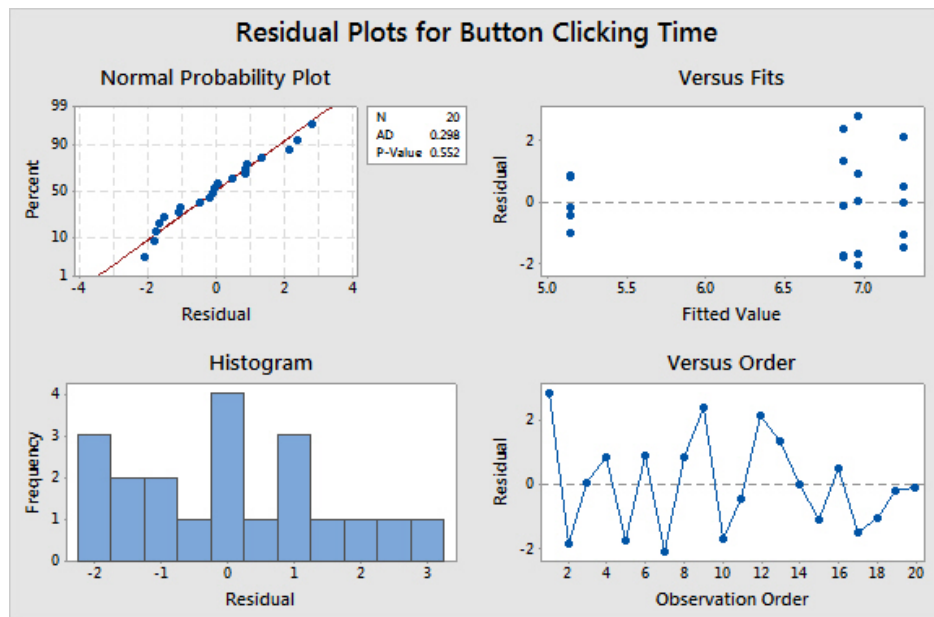 Residual Plots for Button Clicking Time
Normal Probability Plot
99
90
50
10
1
Percent
-4 -2 0 2 4
Residual
N 20
AD 0.298
P-Value 0.552
Versus Fits
2
0
-2
Residual
5.0 5.5 6.0 6.5 7.0
Fitted Value
Histogram
4
3
2
1
0
Frequency
-2 -1 0 1 2 3
Residual
Versus Order
2
0
-2
Residual
2 4 6 8 10 12 14 16 18 20
Observation Order